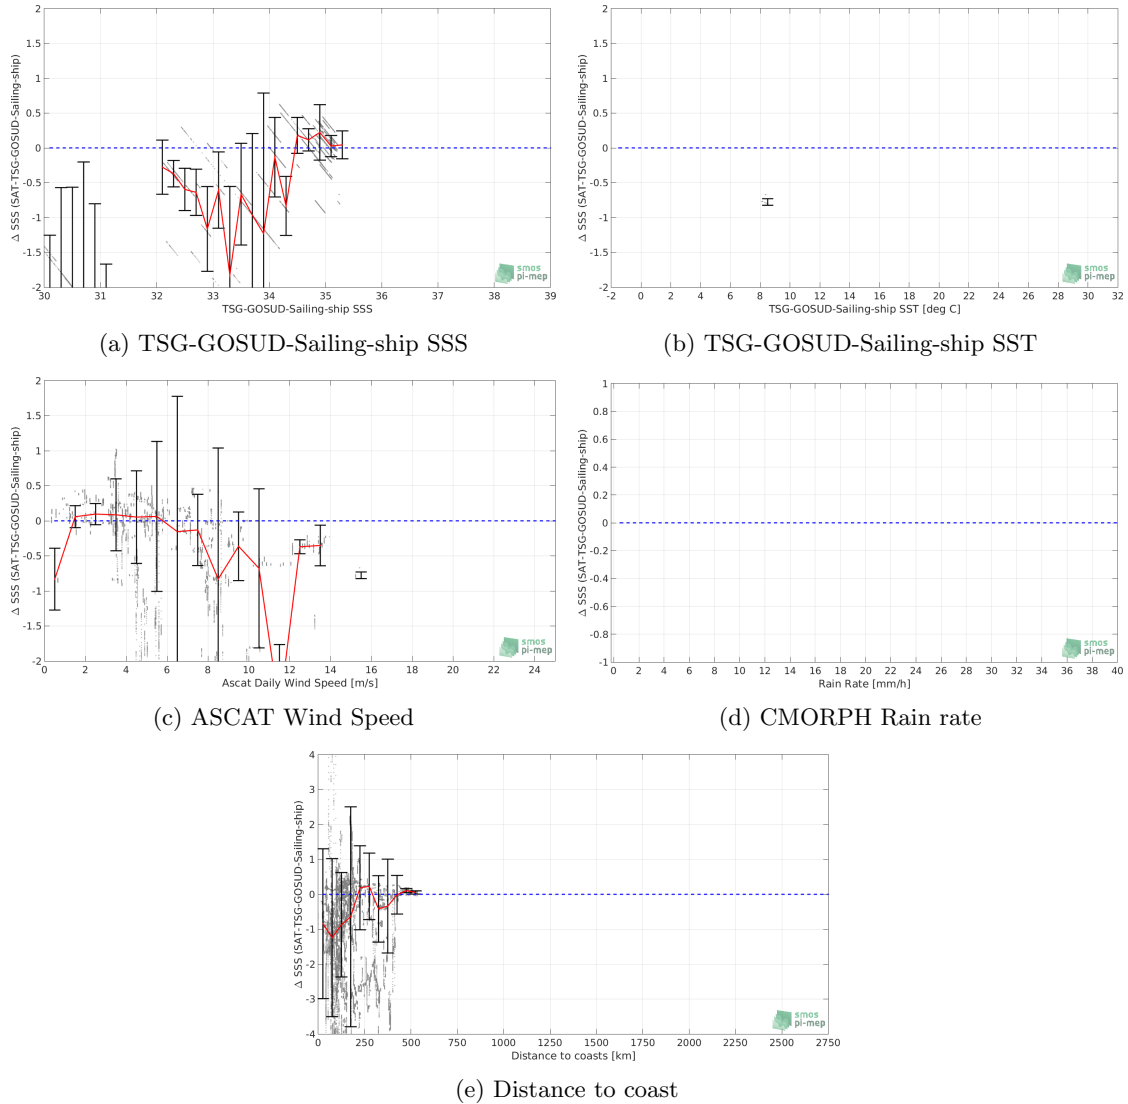 2
1.5
1
0.5
0
-0.5
-1
-1.5
-2
30 31 32 33 34 35 36 37 38 39
Δ SSS (SAT-TSG-GOSUD-Sailing-ship)
TSG-GOSUD-Sailing-ship SSS
smos
pi-mep
(a) TSG-GOSUD-Sailing-ship SSS
2
1.5
1
0.5
0
-0.5
-1
-1.5
-2
-2 0 2 4 6 8 10 12 14 16 18 20 22 24 26 28 30 32
Δ SSS (SAT-TSG-GOSUD-Sailing-ship)
TSG-GOSUD-Sailing-ship SST [deg C]
smos
pi-mep
(b) TSG-GOSUD-Sailing-ship SST
2
1.5
1
0.5
0
-0.5
-1
-1.5
-2
0 2 4 6 8 10 12 14 16 18 20 22 24
Δ SSS (SAT-TSG-GOSUD-Sailing-ship)
Ascat Daily Wind Speed [m/s]
smos
pi-mep
(c) ASCAT Wind Speed
1
0.8
0.6
0.4
0.2
0
-0.2
-0.4
-0.6
-0.8
-1
0 2 4 6 8 10 12 14 16 18 20 22 24 26 28 30 32 34 36 38 40
Δ SSS (SAT-TSG-GOSUD-Sailing-ship)
Rain Rate [mm/h]
smos
pi-mep
(d) CMORPH Rain rate
4
3
2
1
0
-1
-2
-3
-4
0 250 500 750 1000 1250 1500 1750 2000 2250 2500 2750
Δ SSS (SAT-TSG-GOSUD-Sailing-ship)
Distance to coasts [km]
smos
pi-mep
(e) Distance to coast